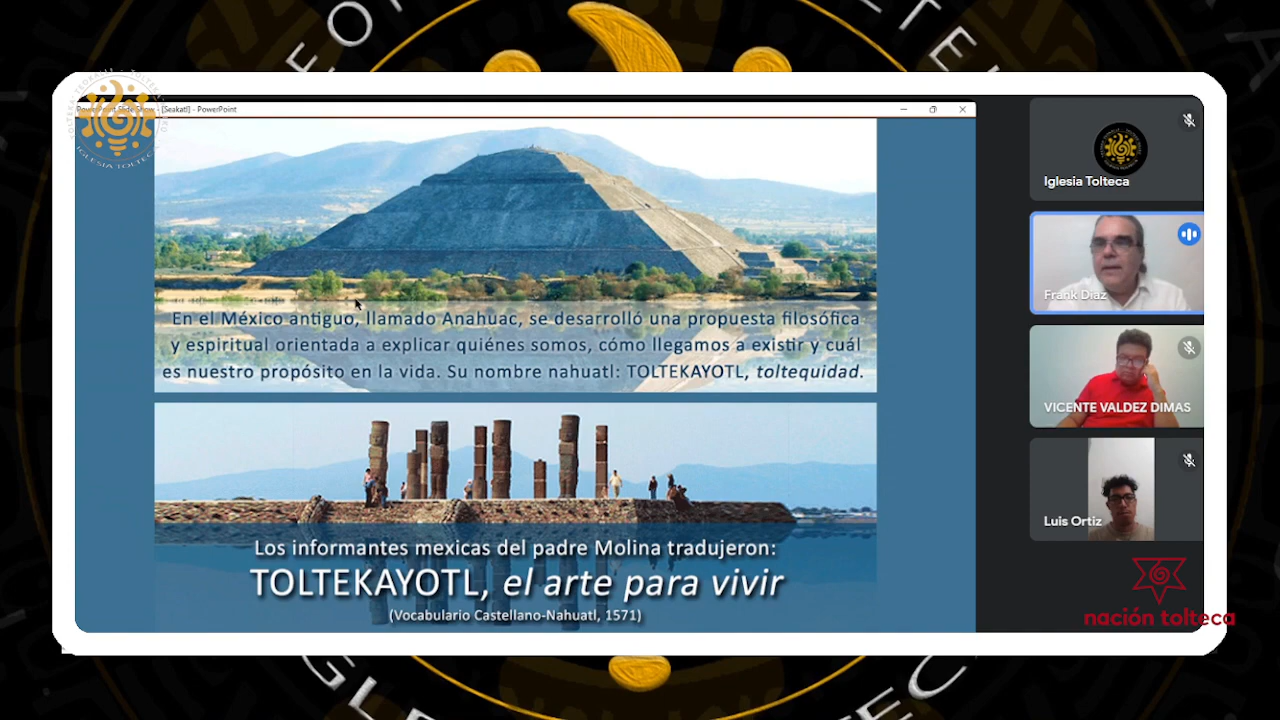 PowerPoint Slide Show - [Seakatl] - PowerPoint
IGLESIA TOLTECA
En el México antiguo, llamado Anahuac, se desarrolló una propuesta filosófica
y espiritual orientada a explicar quiénes somos, cómo llegamos a existir y cuál
es nuestro propósito en la vida. Su nombre nahuatl: TOLTEKAYOTL, toltequidad.
Los informantes mexicas del padre Molina tradujeron:
TOLTEKAYOTL, el arte para vivir
(Vocabulario Castellano-Nahuatl, 1571)
Iglesia Tolteca
Frank Díaz
VICENTE VALDEZ DIMAS
Luis Ortiz
nación tolteca